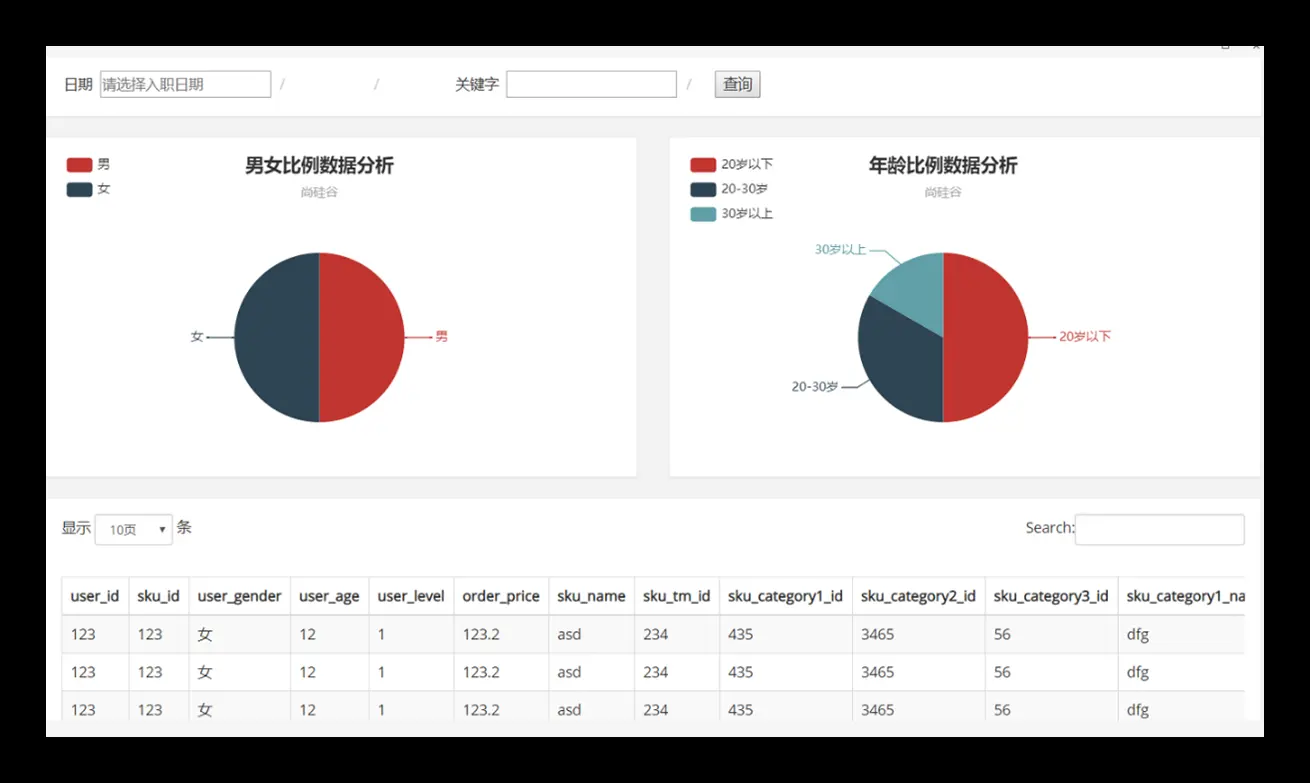 日期 请选择入职日期 / / 关键字 / 查询
男
女
男女比例数据分析
尚硅谷
女
男
20岁以下
20-30岁
30岁以上
年龄比例数据分析
尚硅谷
30岁以上
20岁以下
20-30岁
显示 10页 条 Search:
user_id sku_id user_gender user_age user_level order_price sku_name sku_tm_id sku_category1_id sku_category2_id sku_category3_id sku_category1_na
123 123 女 12 1 123.2 asd 234 435 3465 56 dfg
123 123 女 12 1 123.2 asd 234 435 3465 56 dfg
123 123 女 12 1 123.2 asd 234 435 3465 56 dfg